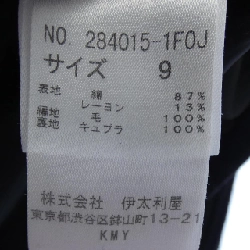 NO. 284015-1F0J
サイズ 9
表地 綿 87%
レーヨン 13%
編地 毛 100%
裏地 キュプラ 100%
株式会社 伊太利屋
東京都渋谷区鉢山町13-21
KMY